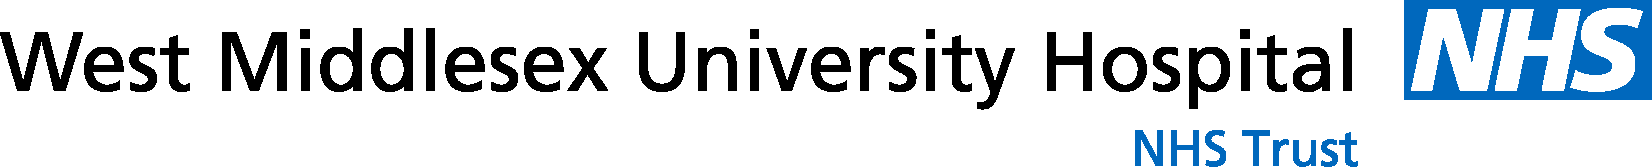 West Middlesex University Hospital NHS
NHS Trust